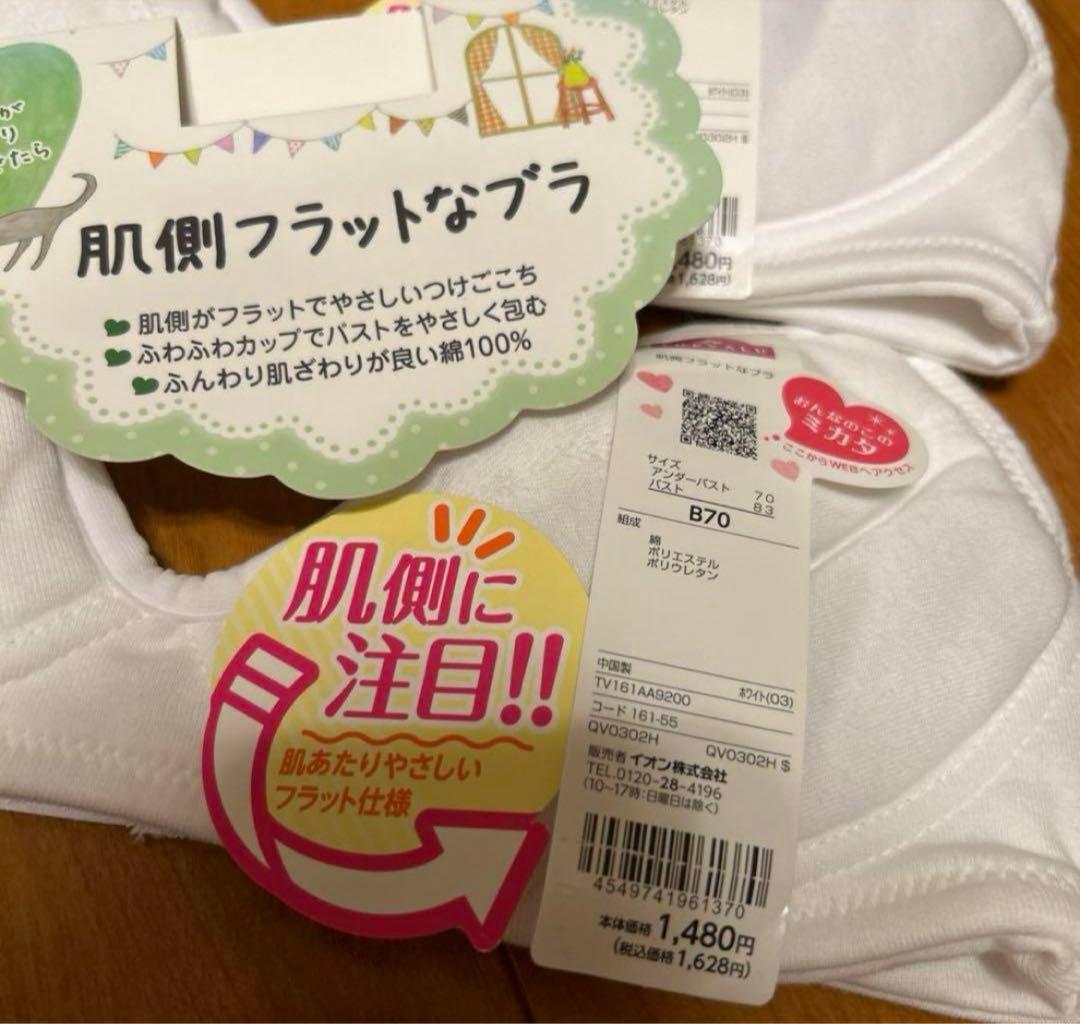 たら
肌側フラットなブラ
肌側がフラットでやさしいつけごこち
ふわふわカップでバストをやさしく包む
ふんわり肌ざわりが良い綿100%
480円
1,628円)
肌側に
注目!!
肌あたりやさしい
フラット仕様
肌側フラットなブラ
おんなのこの
ミカタ
ここからWEBへアクセス
サイズ
アンダーバスト 70
バスト 83
B70
組成
綿
ポリエステル
ポリウレタン
中国製
TV161AA9200 ホワイト(03)
コード 161-55
QV0302H QV0302H $
販売者 イオン株式会社
TEL.0120-28-4196
(10~17時:日曜日は除く)
4549741961370
本体価格 1,480円
(税込価格 1,628円)